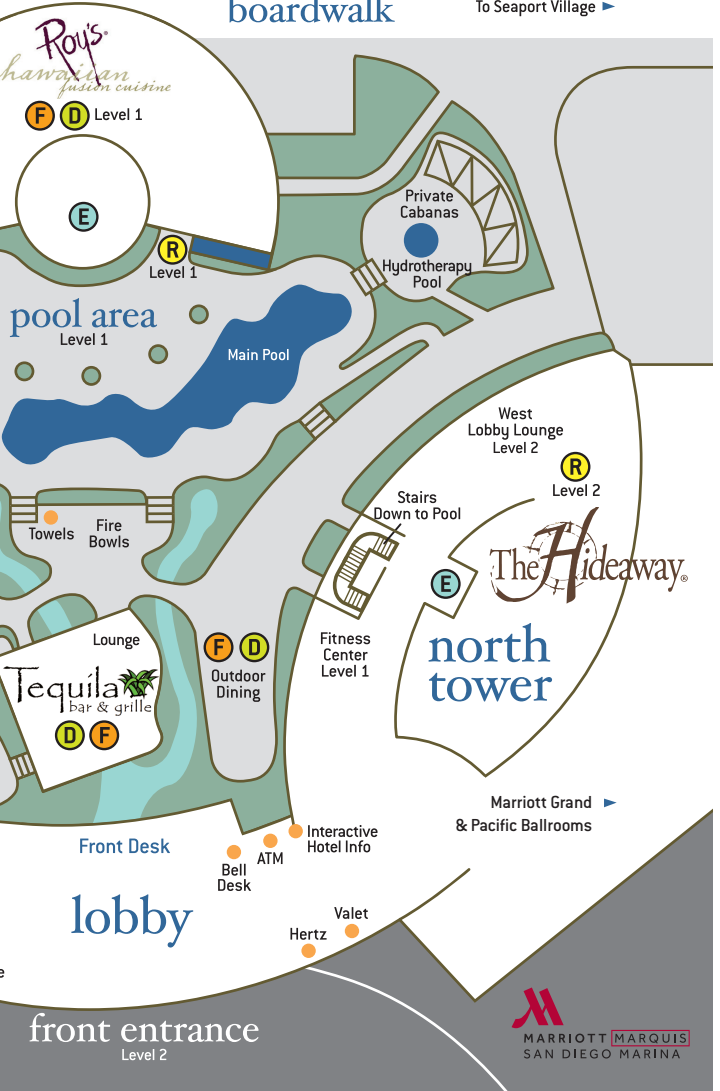 boardwalk
To Seaport Village ►
Roy's
hawaiian
fusion cuisine
F D Level 1
E
R
Level 1
Private
Cabanas
Hydrotherapy
Pool
pool area
Level 1
Main Pool
West
Lobby Lounge
Level 2
R
Level 2
Stairs
Down to Pool
Towels
Fire
Bowls
The Hideaway®
E
Lounge
Tequila
bar & grille
D F
F D
Outdoor
Dining
Fitness
Center
Level 1
north
tower
Marriott Grand ►
& Pacific Ballrooms
Front Desk
Interactive
Hotel Info
ATM
Bell
Desk
lobby
Valet
Hertz
e
front entrance
Level 2
MARRIOTT MARQUIS
SAN DIEGO MARINA